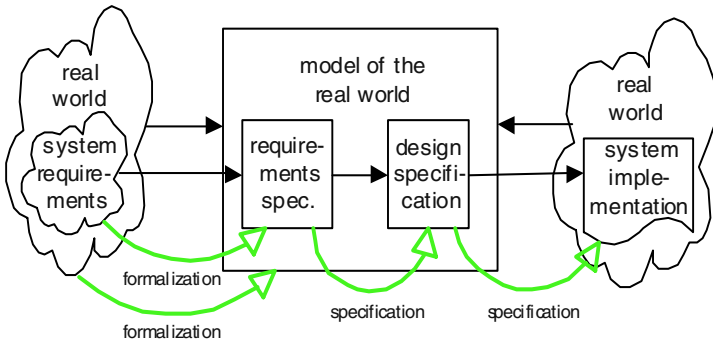 real
world
system
require-
ments
model of the
real world
require-
ments
spec.
design
specifi-
cation
real
world
system
imple-
mentation
formalization
formalization
specification
specification